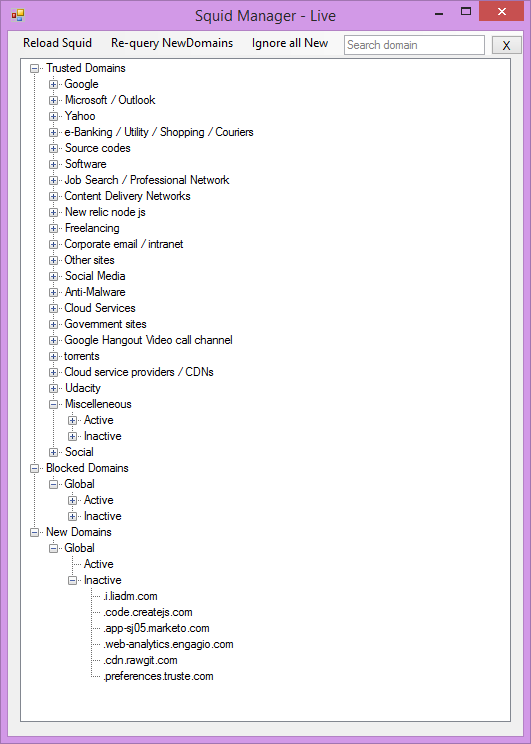 Squid Manager - Live
Reload Squid Re-query NewDomains Ignore all New Search domain X
Trusted Domains
Google
Microsoft / Outlook
Yahoo
e-Banking / Utility / Shopping / Couriers
Source codes
Software
Job Search / Professional Network
Content Delivery Networks
New relic node js
Freelancing
Corporate email / intranet
Other sites
Social Media
Anti-Malware
Cloud Services
Government sites
Google Hangout Video call channel
torrents
Cloud service providers / CDNs
Udacity
Miscelleneous
Active
Inactive
Social
Blocked Domains
Global
Active
Inactive
New Domains
Global
Active
Inactive
.i.liadm.com
.code.createjs.com
.app-sj05.marketo.com
.web-analytics.engagio.com
.cdn.rawgit.com
.preferences.truste.com